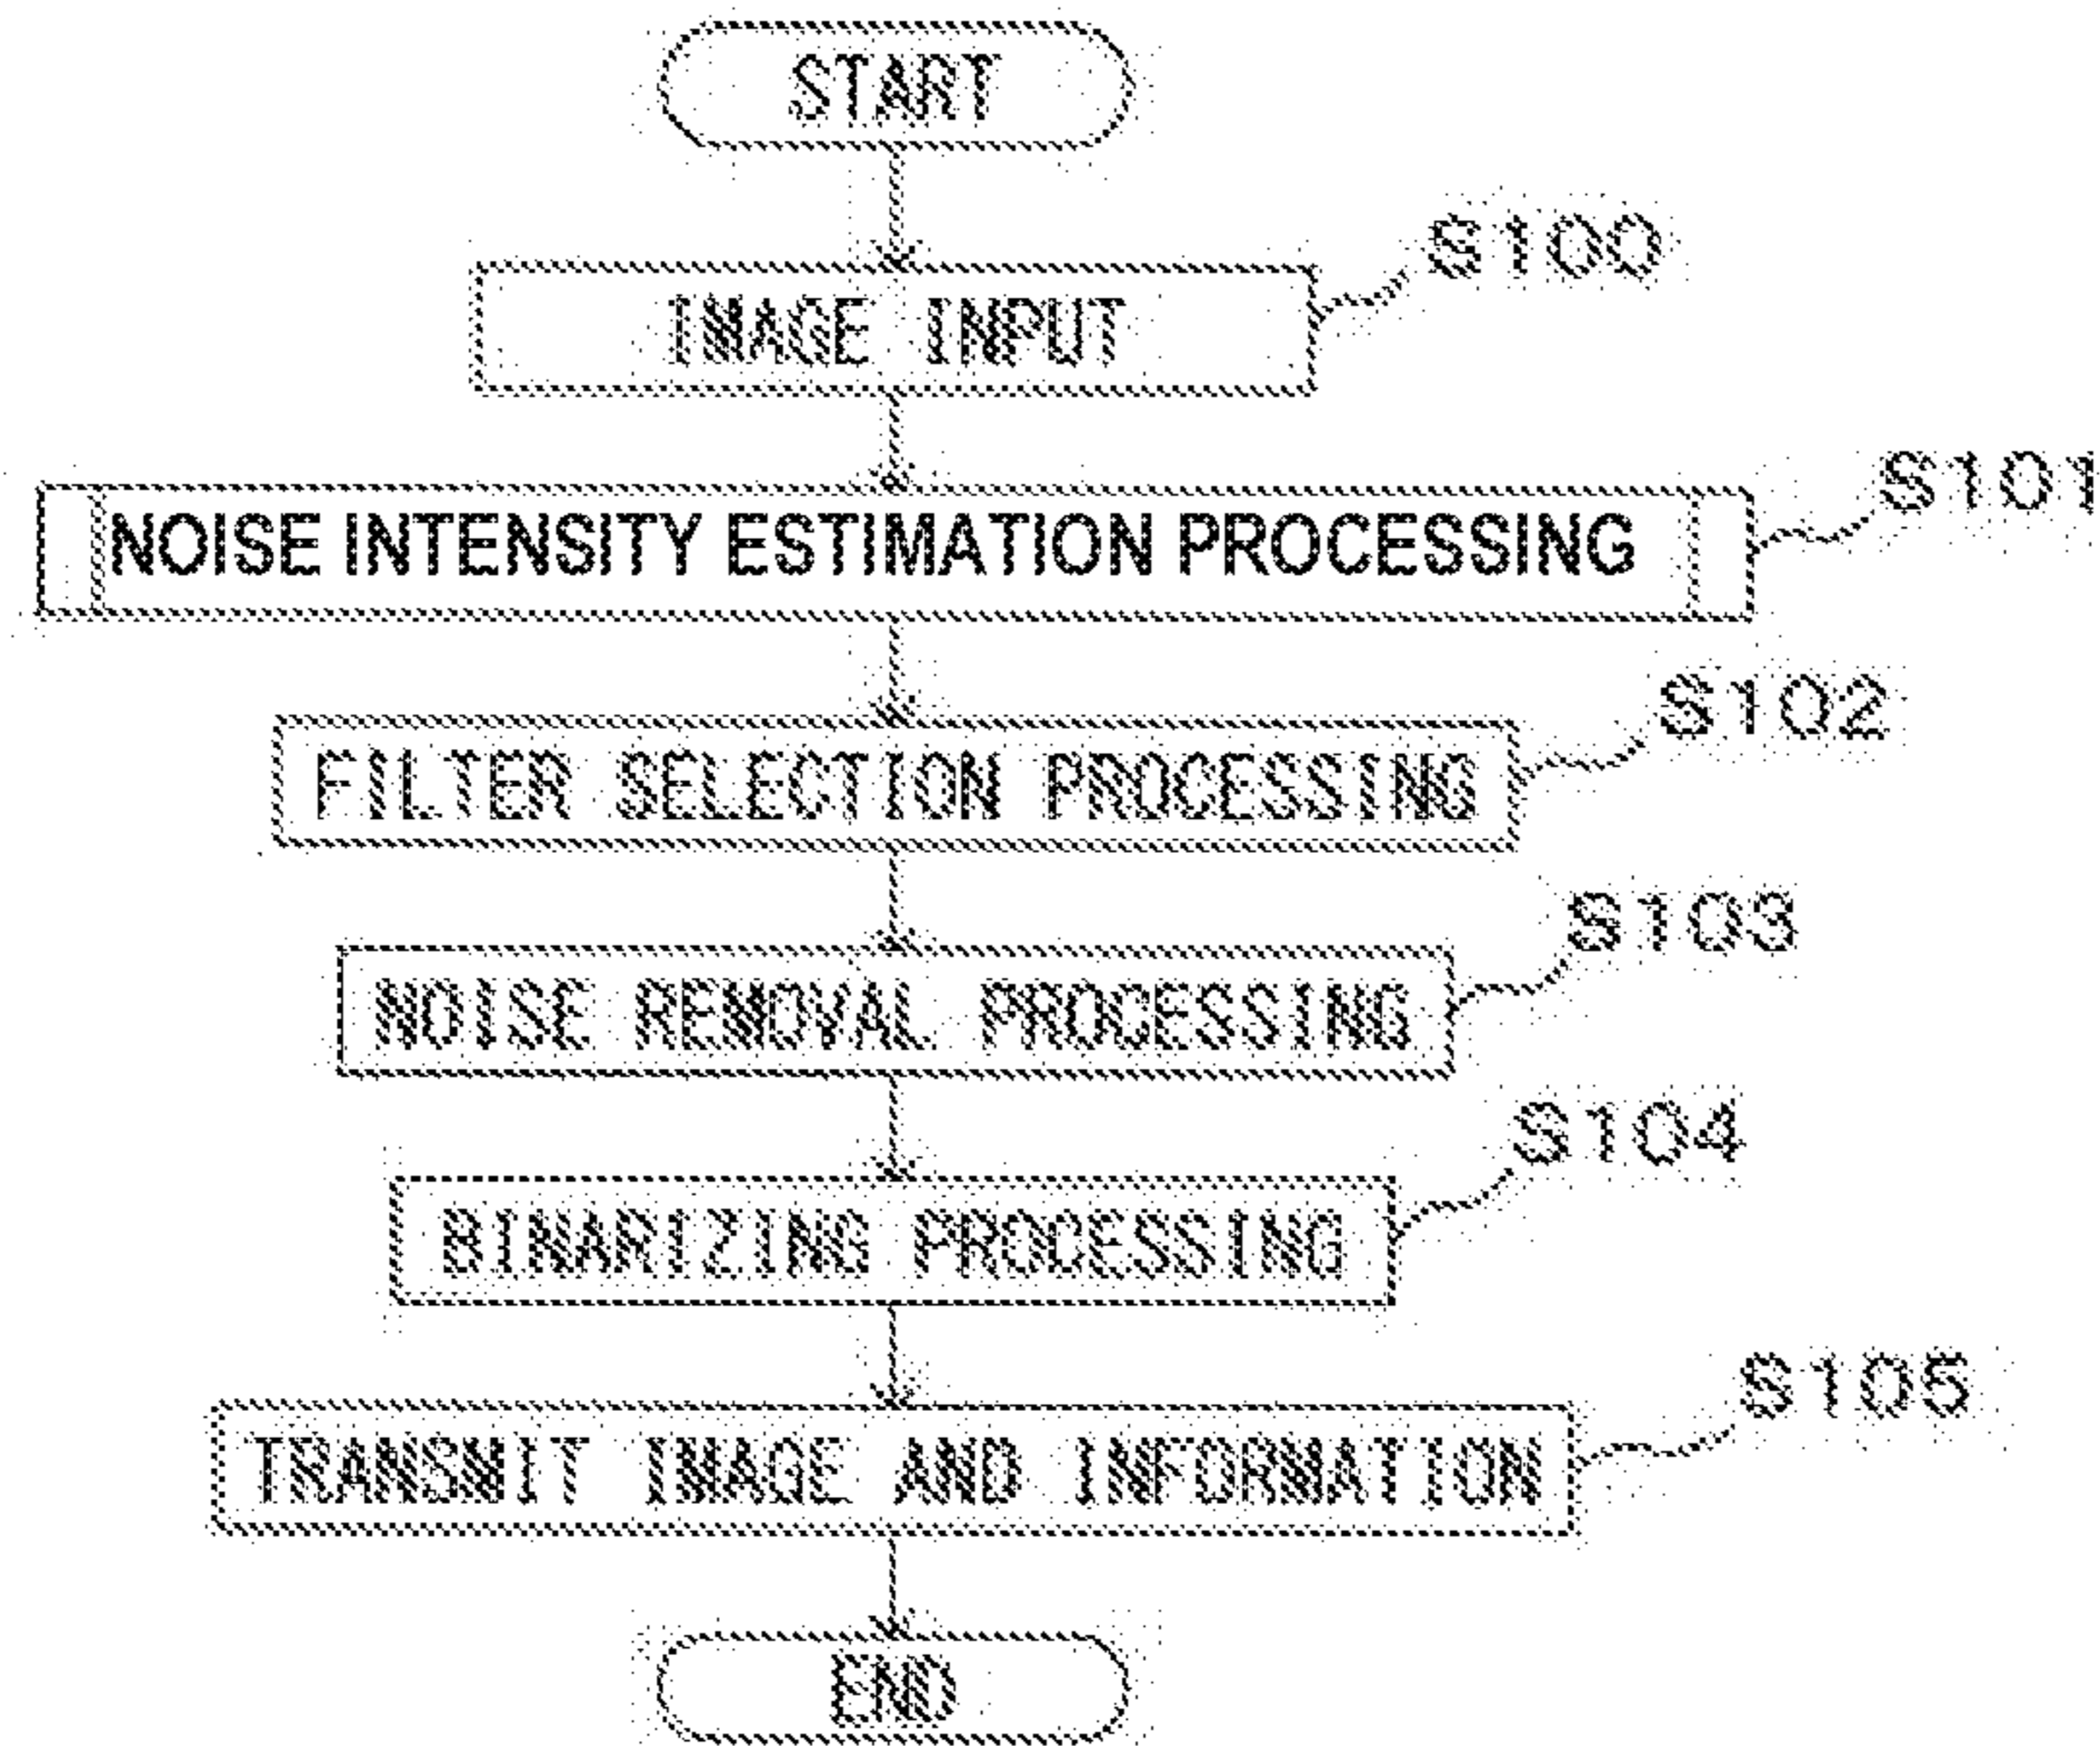 START
S100
IMAGE INPUT
S101
NOISE INTENSITY ESTIMATION PROCESSING
S102
FILTER SELECTION PROCESSING
S103
NOISE REMOVAL PROCESSING
S104
BINARIZING PROCESSING
S105
TRANSMIT IMAGE AND INFORMATION
END